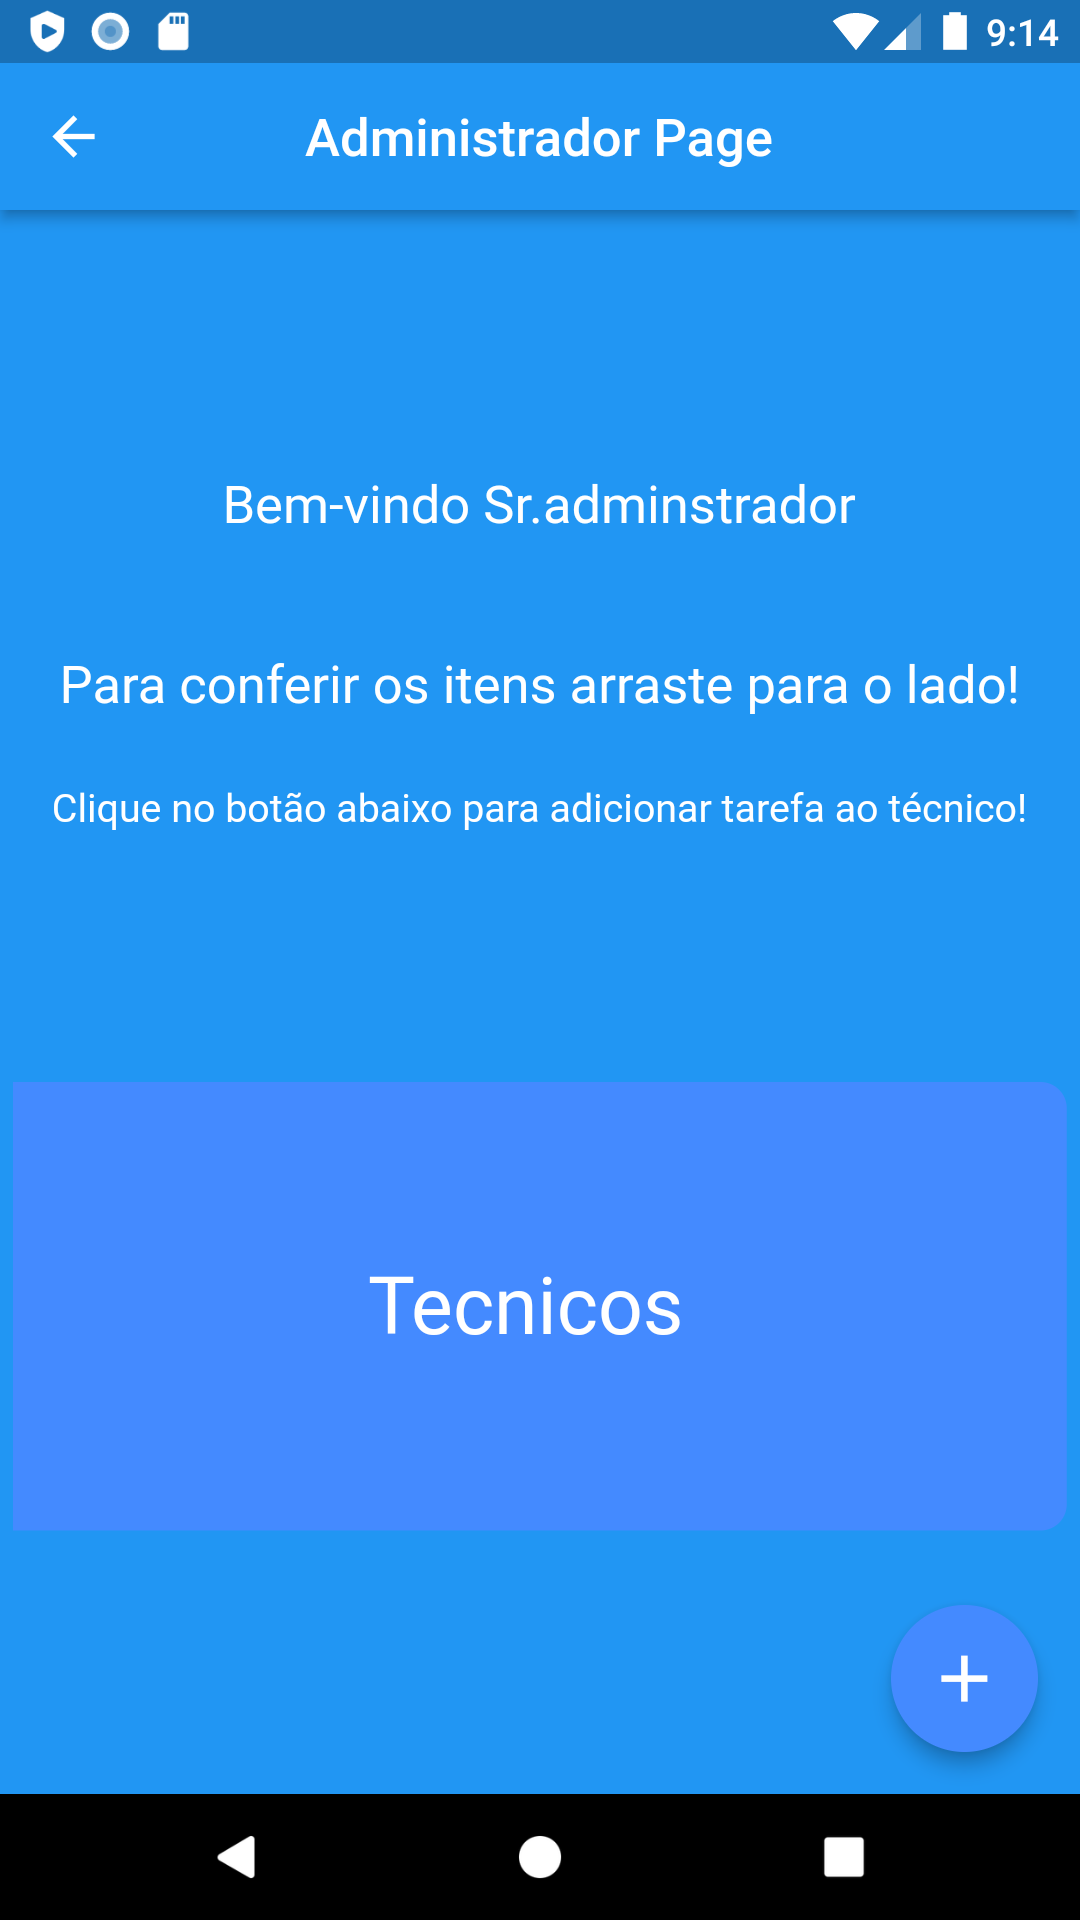 9:14
Administrador Page
Bem-vindo Sr.adminstrador
Para conferir os itens arraste para o lado!
Clique no botão abaixo para adicionar tarefa ao técnico!
Tecnicos